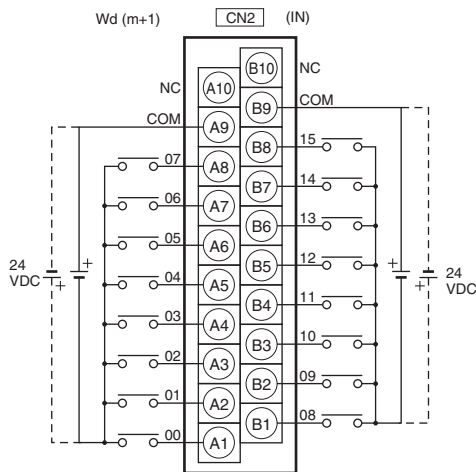 Wd (m+1) CN2 (IN)
B10 NC
NC A10
B9 COM
COM A9
B8 15
07 A8
B7 14
06 A7
B6 13
05 A6
B5 12
24 VDC + + 04 A5
B4 11
+ + 24 VDC
03 A4
B3 10
02 A3
B2 09
01 A2
B1 08
00 A1